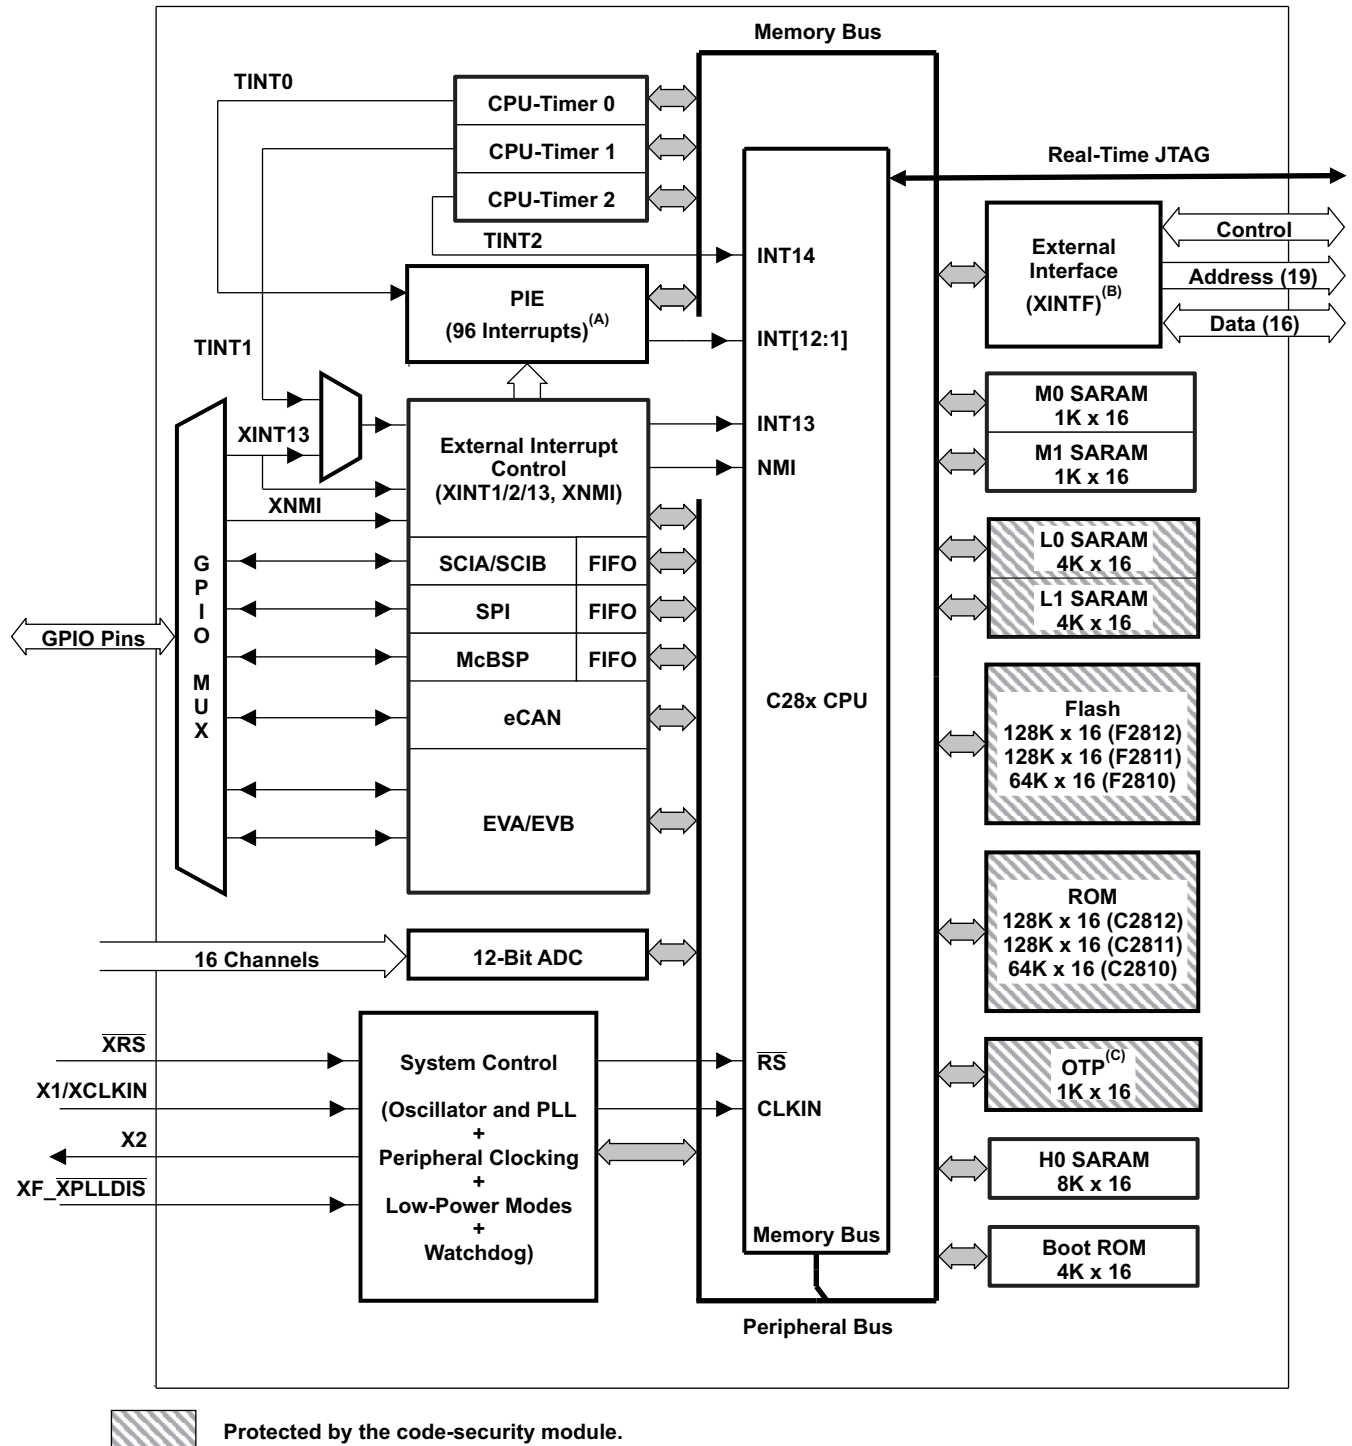 Memory Bus
TINT0
CPU-Timer 0
CPU-Timer 1
CPU-Timer 2
TINT2
Real-Time JTAG
INT14
External
Interface
(XINTF)(B)
Control
Address (19)
Data (16)
PIE
(96 Interrupts)(A)
INT[12:1]
TINT1
XINT13
XNMI
External Interrupt
Control
(XINT1/2/13, XNMI)
INT13
NMI
M0 SARAM
1K x 16
M1 SARAM
1K x 16
L0 SARAM
4K x 16
L1 SARAM
4K x 16
GPIO Pins
G
P
I
O
M
U
X
SCIA/SCIB
FIFO
SPI
FIFO
McBSP
FIFO
eCAN
EVA/EVB
C28x CPU
Flash
128K x 16 (F2812)
128K x 16 (F2811)
64K x 16 (F2810)
ROM
128K x 16 (C2812)
128K x 16 (C2811)
64K x 16 (C2810)
16 Channels
12-Bit ADC
XRS
X1/XCLKIN
X2
XF_XPLLDIS
System Control
(Oscillator and PLL
+
Peripheral Clocking
+
Low-Power Modes
+
Watchdog)
RS
CLKIN
Memory Bus
OTP(C)
1K x 16
H0 SARAM
8K x 16
Boot ROM
4K x 16
Peripheral Bus
Protected by the code-security module.